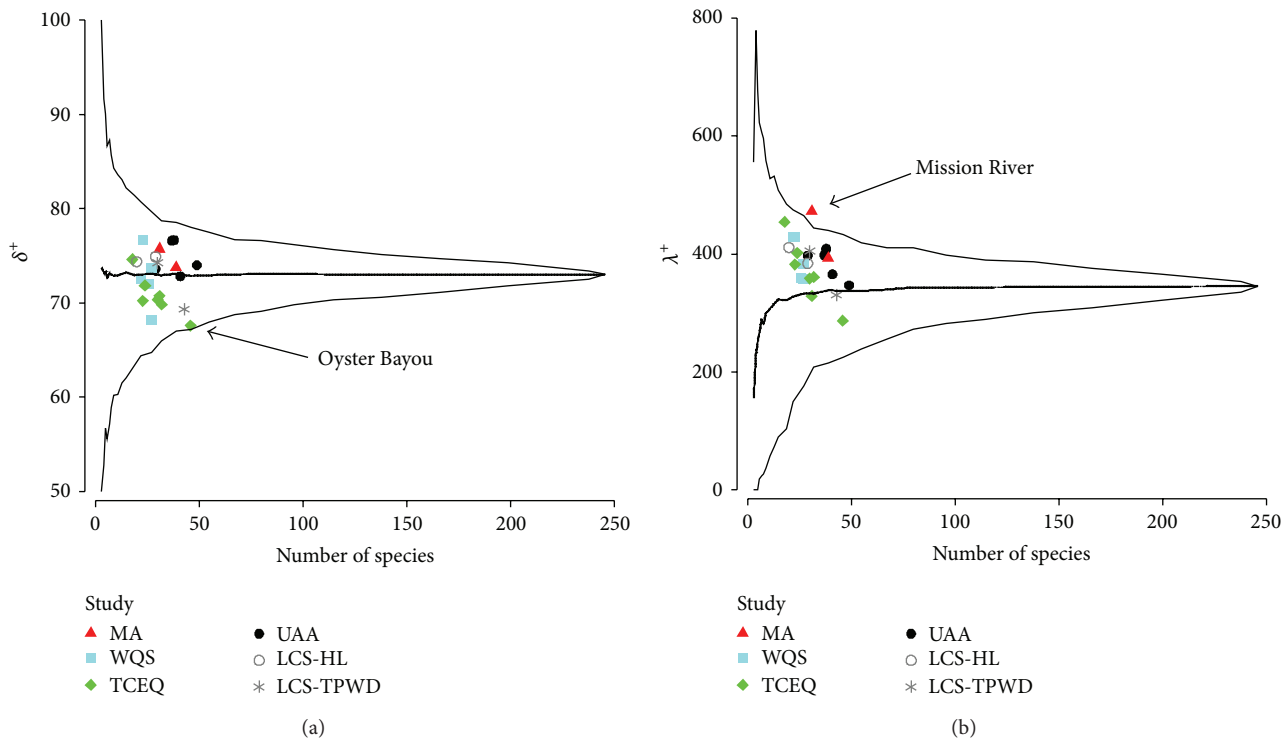 100
90
80
70
60
50
δ+
0
50
100
150
200
250
Number of species
Oyster Bayou
Study
MA
WQS
TCEQ
UAA
LCS-HL
LCS-TPWD
(a)
800
600
400
200
0
λ+
0
50
100
150
200
250
Number of species
Mission River
Study
MA
WQS
TCEQ
UAA
LCS-HL
LCS-TPWD
(b)